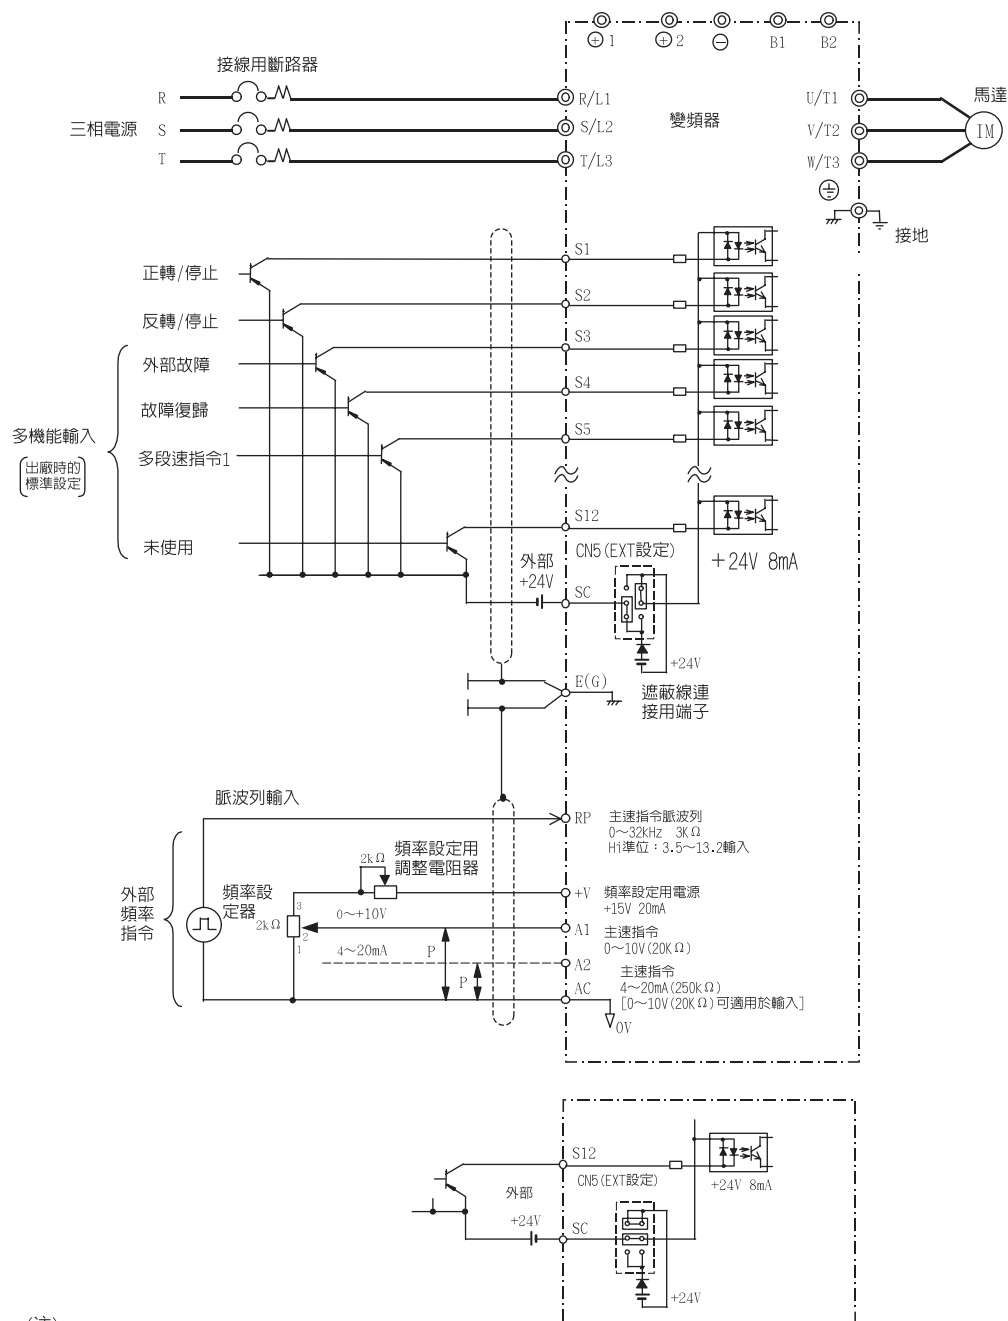 ⊕1 ⊕2 ⊖ B1 B2
接線用斷路器
三相電源
R
S
T
R/L1
S/L2
T/L3
變頻器
U/T1
V/T2
W/T3
馬達
IM
接地
正轉/停止
反轉/停止
外部故障
故障復歸
多段速指令1
未使用
多機能輸入
出廠時的
標準設定
S1
S2
S3
S4
S5
S12
CN5(EXT設定)
+24V 8mA
外部
+24V
SC
+24V
E(G)
遮蔽線連
接用端子
脈波列輸入
RP
主速指令脈波列
0~32kHz 3KΩ
Hi準位：3.5~13.2輸入
頻率設定用
調整電阻器
2kΩ
外部
頻率
指令
頻率設
定器
2kΩ
3
2
1
0~+10V
4~20mA
P
P
+V
頻率設定用電源
+15V 20mA
A1
主速指令
0~10V(20KΩ)
A2
主速指令
4~20mA(250kΩ)
[0~10V(20KΩ)可適用於輸入]
AC
0V
S12
CN5(EXT設定)
+24V 8mA
外部
+24V
SC
+24V